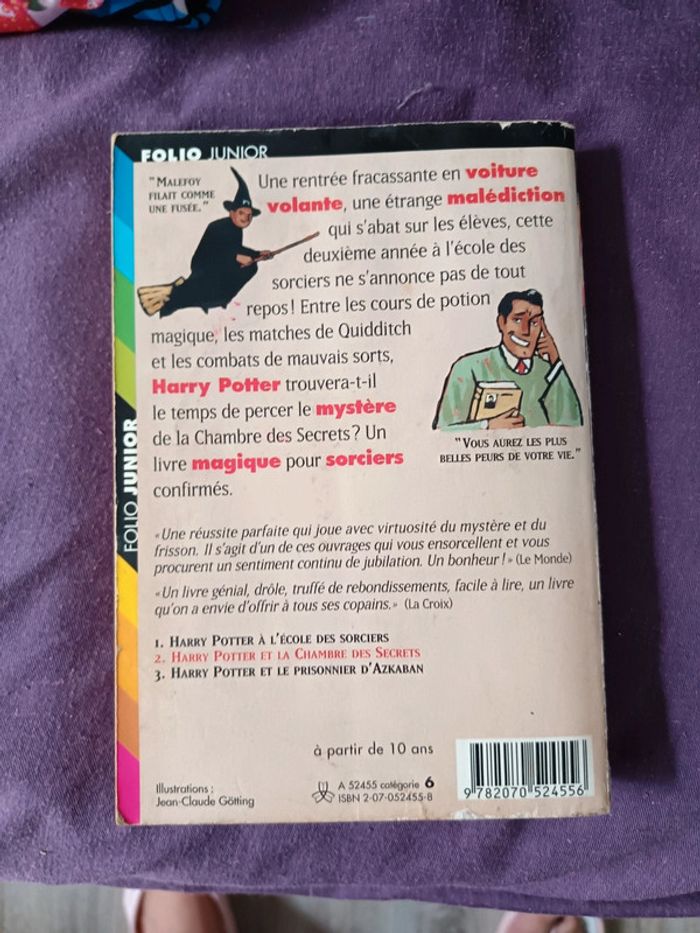 FOLIO JUNIOR
"MALEFOY
FILAIT COMME
UNE FUSÉE."
Une rentrée fracassante en voiture
volante, une étrange malédiction
qui s'abat sur les élèves, cette
deuxième année à l'école des
sorciers ne s'annonce pas de tout
repos! Entre les cours de potion
magique, les matches de Quidditch
et les combats de mauvais sorts,
Harry Potter trouvera-t-il
le temps de percer le mystère
de la Chambre des Secrets? Un
livre magique pour sorciers
confirmés.
"VOUS AUREZ LES PLUS
BELLES PEURS DE VOTRE VIE."
FOLIO JUNIOR
«Une réussite parfaite qui joue avec virtuosité du mystère et du
frisson. Il s'agit d'un de ces ouvrages qui vous ensorcellent et vous
procurent un sentiment continu de jubilation. Un bonheur!» (Le Monde)
«Un livre génial, drôle, truffé de rebondissements, facile à lire, un livre
qu'on a envie d'offrir à tous ses copains.» (La Croix)
1. HARRY POTTER À L'ÉCOLE DES SORCIERS
2. HARRY POTTER ET LA CHAMBRE DES SECRETS
3. HARRY POTTER ET LE PRISONNIER D'AZKABAN
à partir de 10 ans
Illustrations :
Jean-Claude Götting
A 52455 catégorie 6
ISBN 2-07-052455-8
9 782070 524556